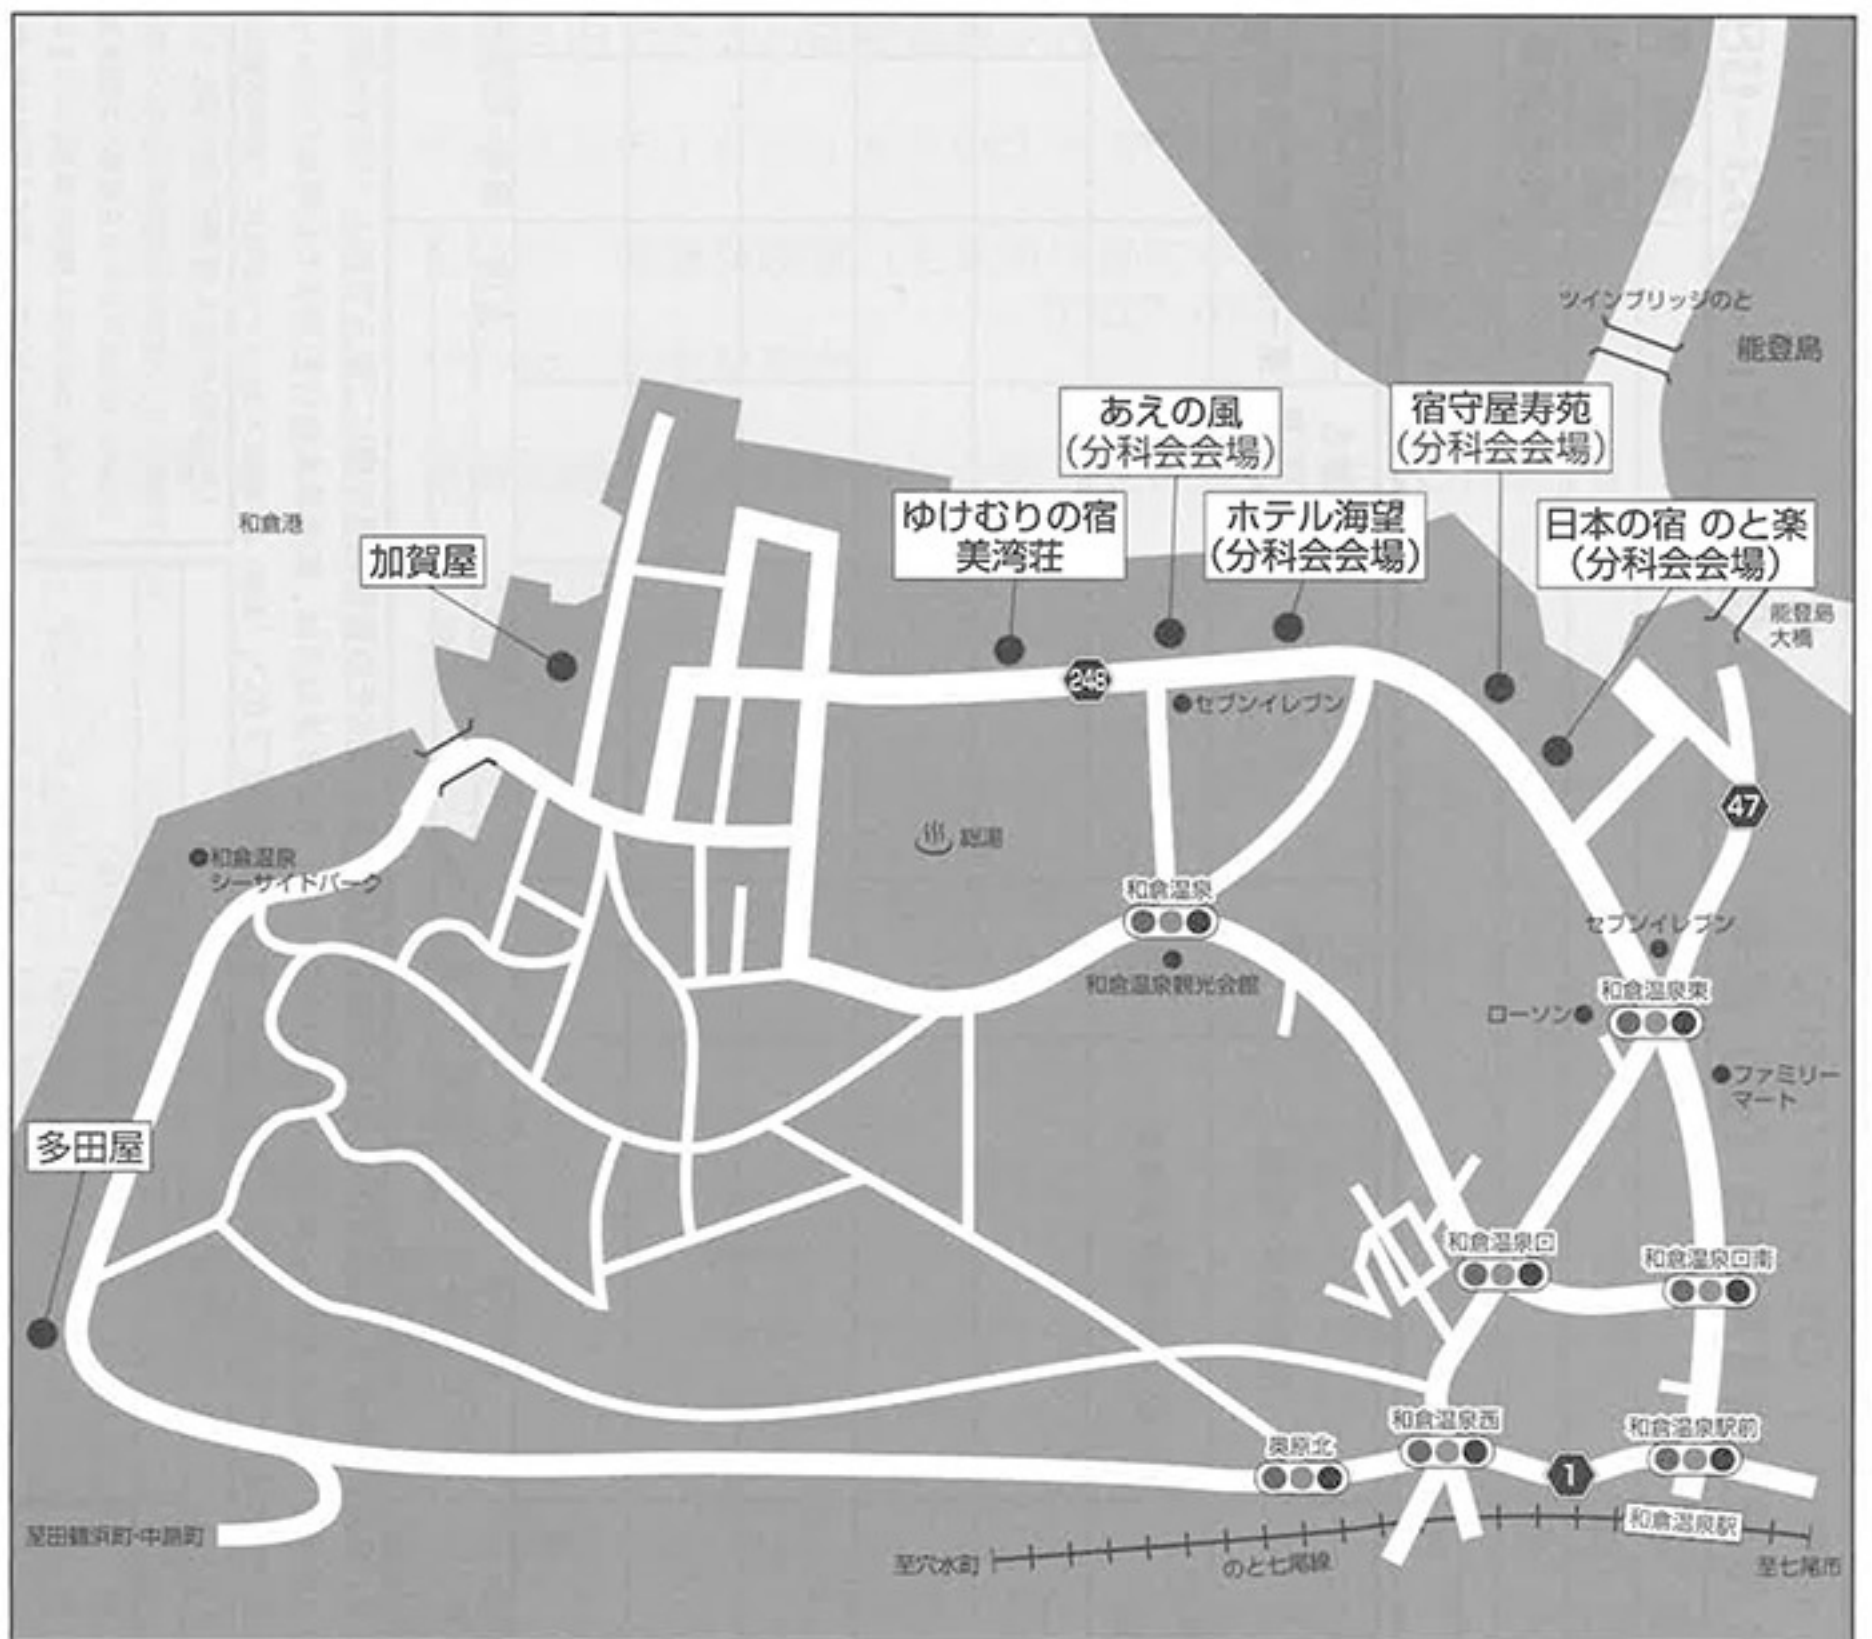 ツインブリッジのと
能登島
あえの風
(分科会会場)
宿守屋寿苑
(分科会会場)
和倉港
加賀屋
ゆけむりの宿
美湾荘
ホテル海望
(分科会会場)
日本の宿 のと楽
(分科会会場)
能登島
大橋
248
セブンイレブン
47
総湯
和倉温泉
シーサイドパーク
和倉温泉
和倉温泉観光会館
セブンイレブン
和倉温泉東
ローソン
ファミリー
マート
多田屋
和倉温泉口
和倉温泉口南
和倉温泉西
和倉温泉駅前
奥原北
1
至田鶴浜町・中島町
和倉温泉駅
至穴水町
のと七尾線
至七尾市